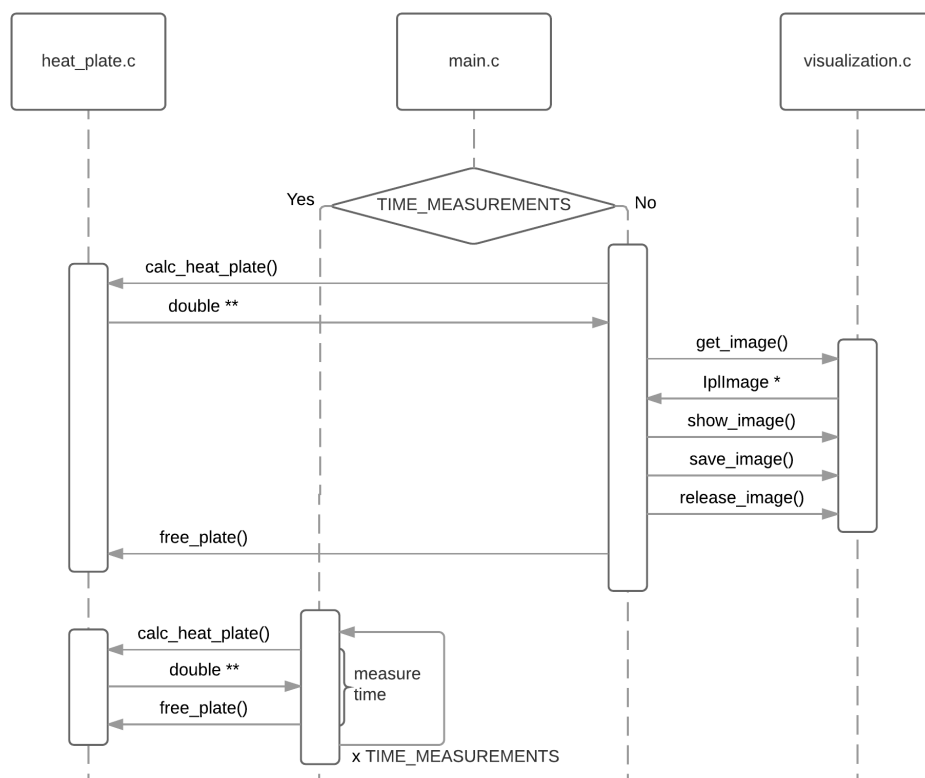 heat_plate.c
main.c
visualization.c
Yes
TIME_MEASUREMENTS
No
calc_heat_plate()
double **
get_image()
IplImage *
show_image()
save_image()
release_image()
free_plate()
calc_heat_plate()
double **
measure
time
free_plate()
x TIME_MEASUREMENTS